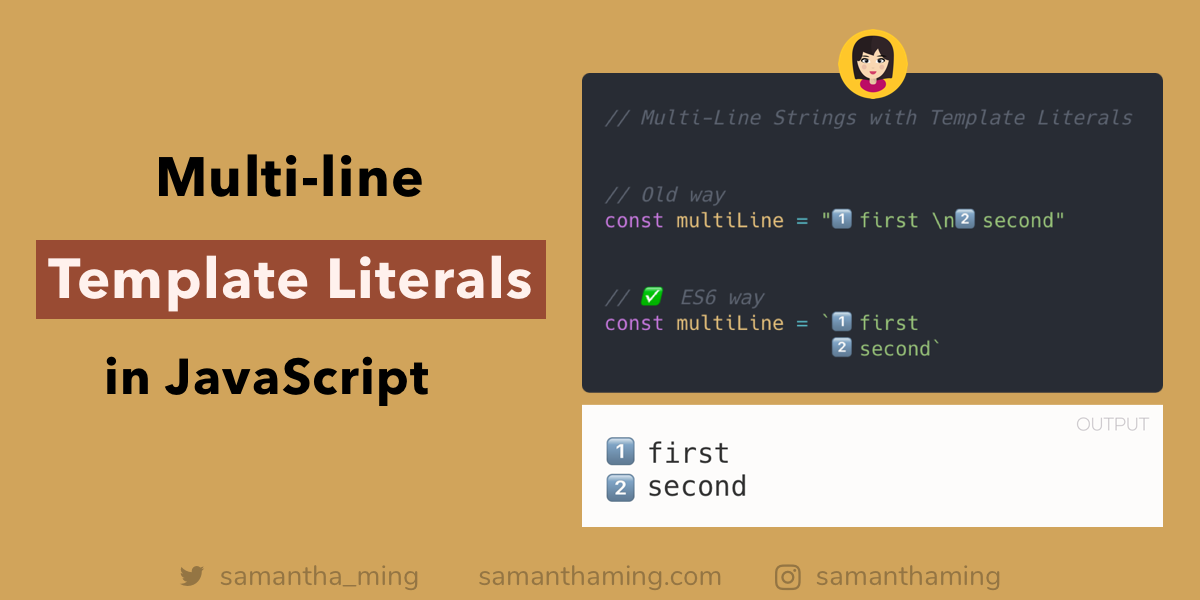 Multi-line
Template Literals
in JavaScript
// Multi-Line Strings with Template Literals
// Old way
const multiLine = "1️⃣ first \n2️⃣ second"
// ✅ ES6 way
const multiLine = `1️⃣ first
2️⃣ second`
OUTPUT
1️⃣ first
2️⃣ second
samantha_ming
samanthaming.com
samanthaming